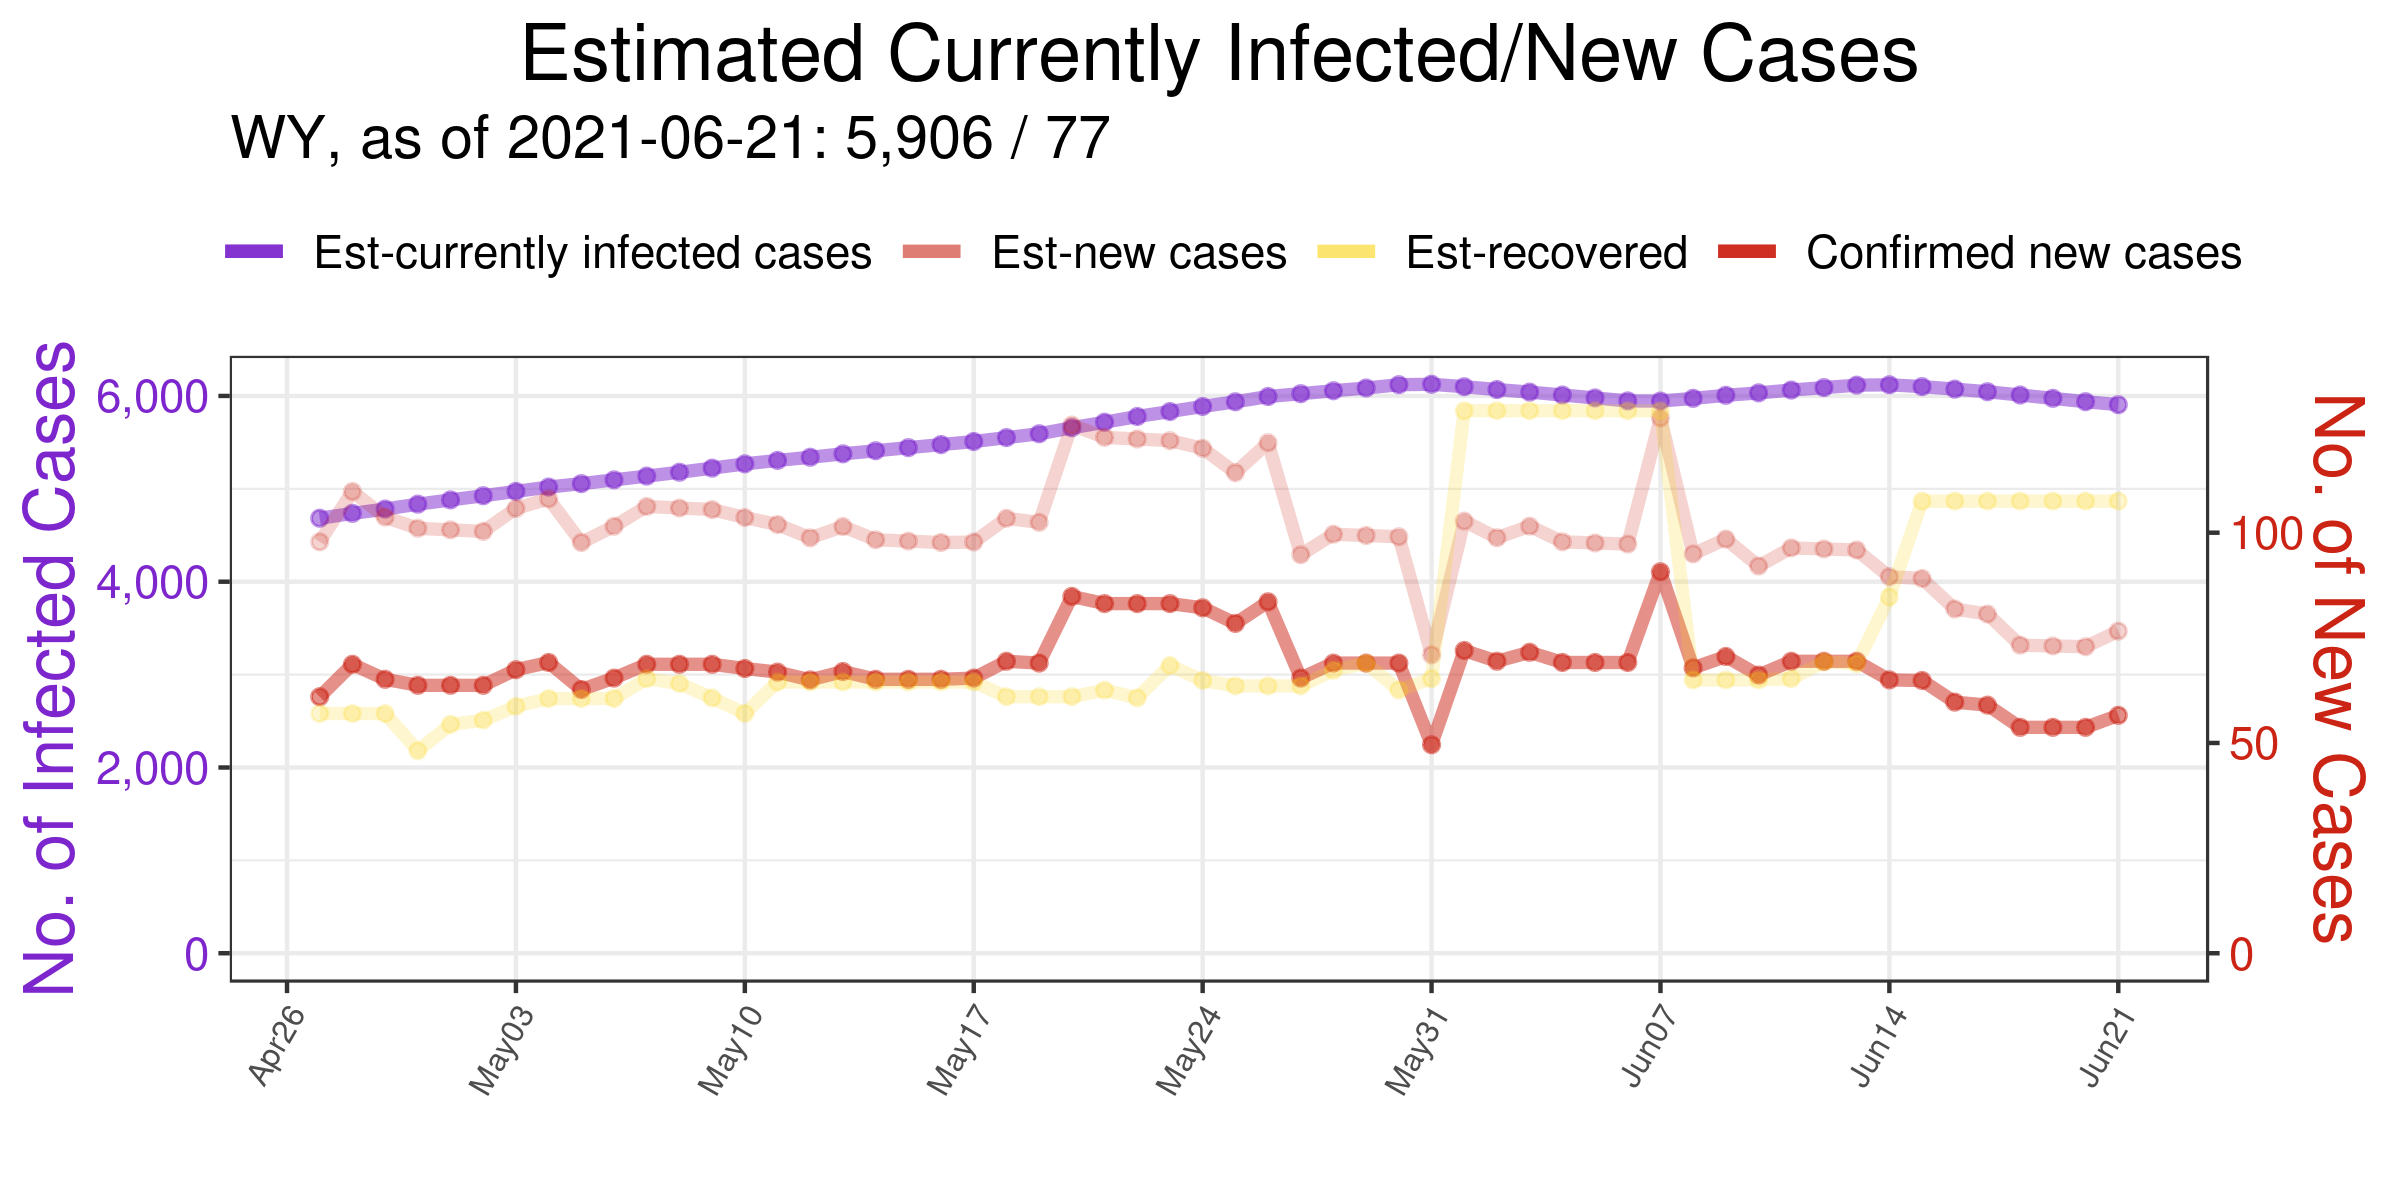 Estimated Currently Infected/New Cases
WY, as of 2021-06-21: 5,906 / 77
Est-currently infected cases Est-new cases Est-recovered Confirmed new cases
No. of Infected Cases
6,000
4,000
2,000
0
100
50
0
No. of New Cases
Apr26 May03 May10 May17 May24 May31 Jun07 Jun14 Jun21